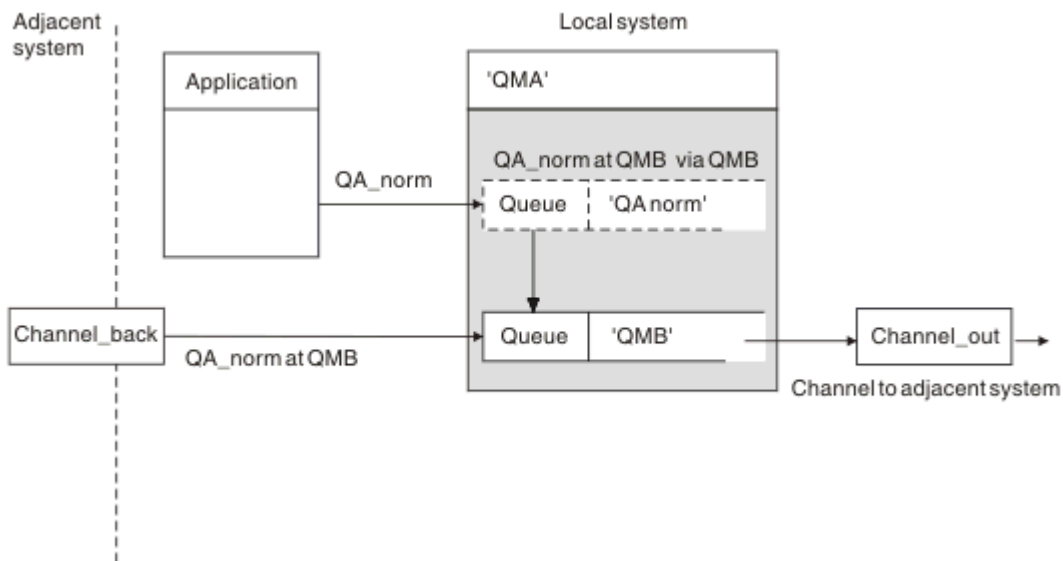 Adjacent
system
Local system
Application
'QMA'
QA_norm at QMB via QMB
QA_norm
Queue
'QA norm'
Channel_back
Queue
'QMB'
Channel_out
QA_norm at QMB
Channel to adjacent system